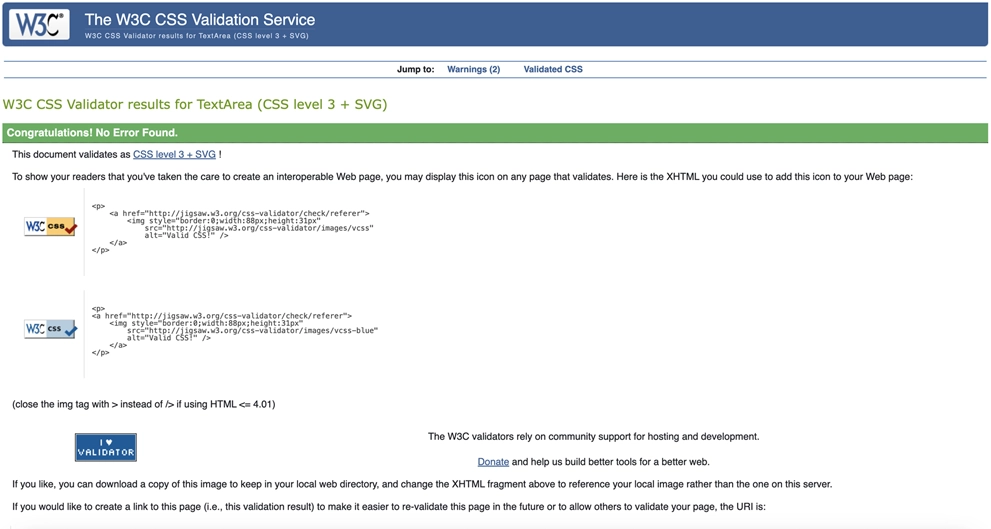 W3C®
The W3C CSS Validation Service
W3C CSS Validator results for TextArea (CSS level 3 + SVG)
Jump to: Warnings (2) Validated CSS
W3C CSS Validator results for TextArea (CSS level 3 + SVG)
Congratulations! No Error Found.
This document validates as CSS level 3 + SVG !
To show your readers that you've taken the care to create an interoperable Web page, you may display this icon on any page that validates. Here is the XHTML you could use to add this icon to your Web page:
W3C css
<p>
<a href="http://jigsaw.w3.org/css-validator/check/referer">
<img style="border:0;width:88px;height:31px"
src="http://jigsaw.w3.org/css-validator/images/vcss"
alt="Valid CSS!" />
</a>
</p>
W3C css
<p>
<a href="http://jigsaw.w3.org/css-validator/check/referer">
<img style="border:0;width:88px;height:31px"
src="http://jigsaw.w3.org/css-validator/images/vcss-blue"
alt="Valid CSS!" />
</a>
</p>
(close the img tag with > instead of /> if using HTML <= 4.01)
I ♥
VALIDATOR
The W3C validators rely on community support for hosting and development.
Donate and help us build better tools for a better web.
If you like, you can download a copy of this image to keep in your local web directory, and change the XHTML fragment above to reference your local image rather than the one on this server.
If you would like to create a link to this page (i.e., this validation result) to make it easier to re-validate this page in the future or to allow others to validate your page, the URI is: